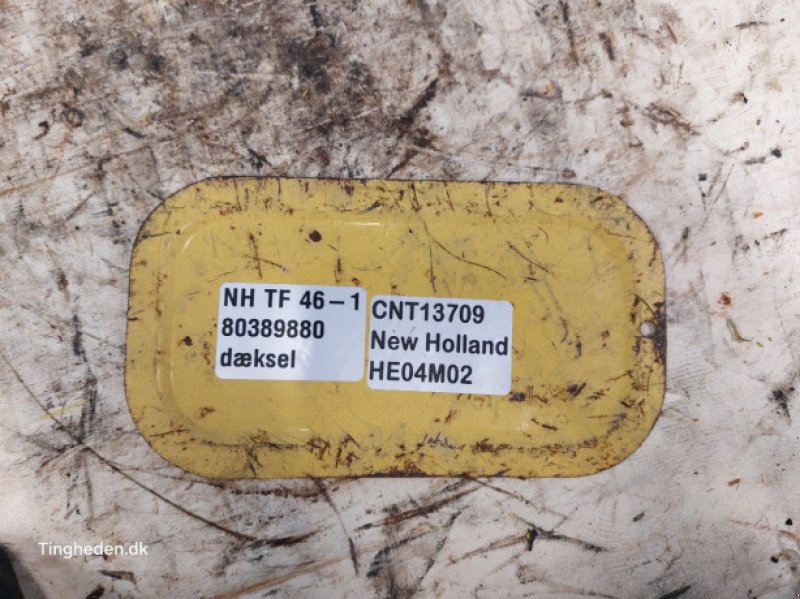 NH TF 46-1
80389880
dæksel
CNT13709
New Holland
HE04M02
Tingheden.dk